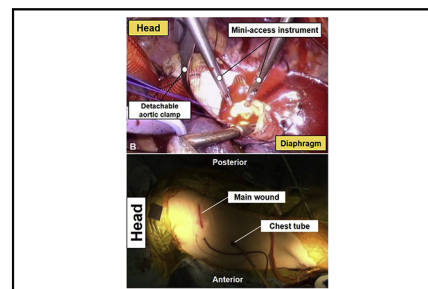 Head
Mini-access instrument
Detachable
aortic clamp
Diaphragm
B
Posterior
Main wound
Chest tube
Head
Anterior